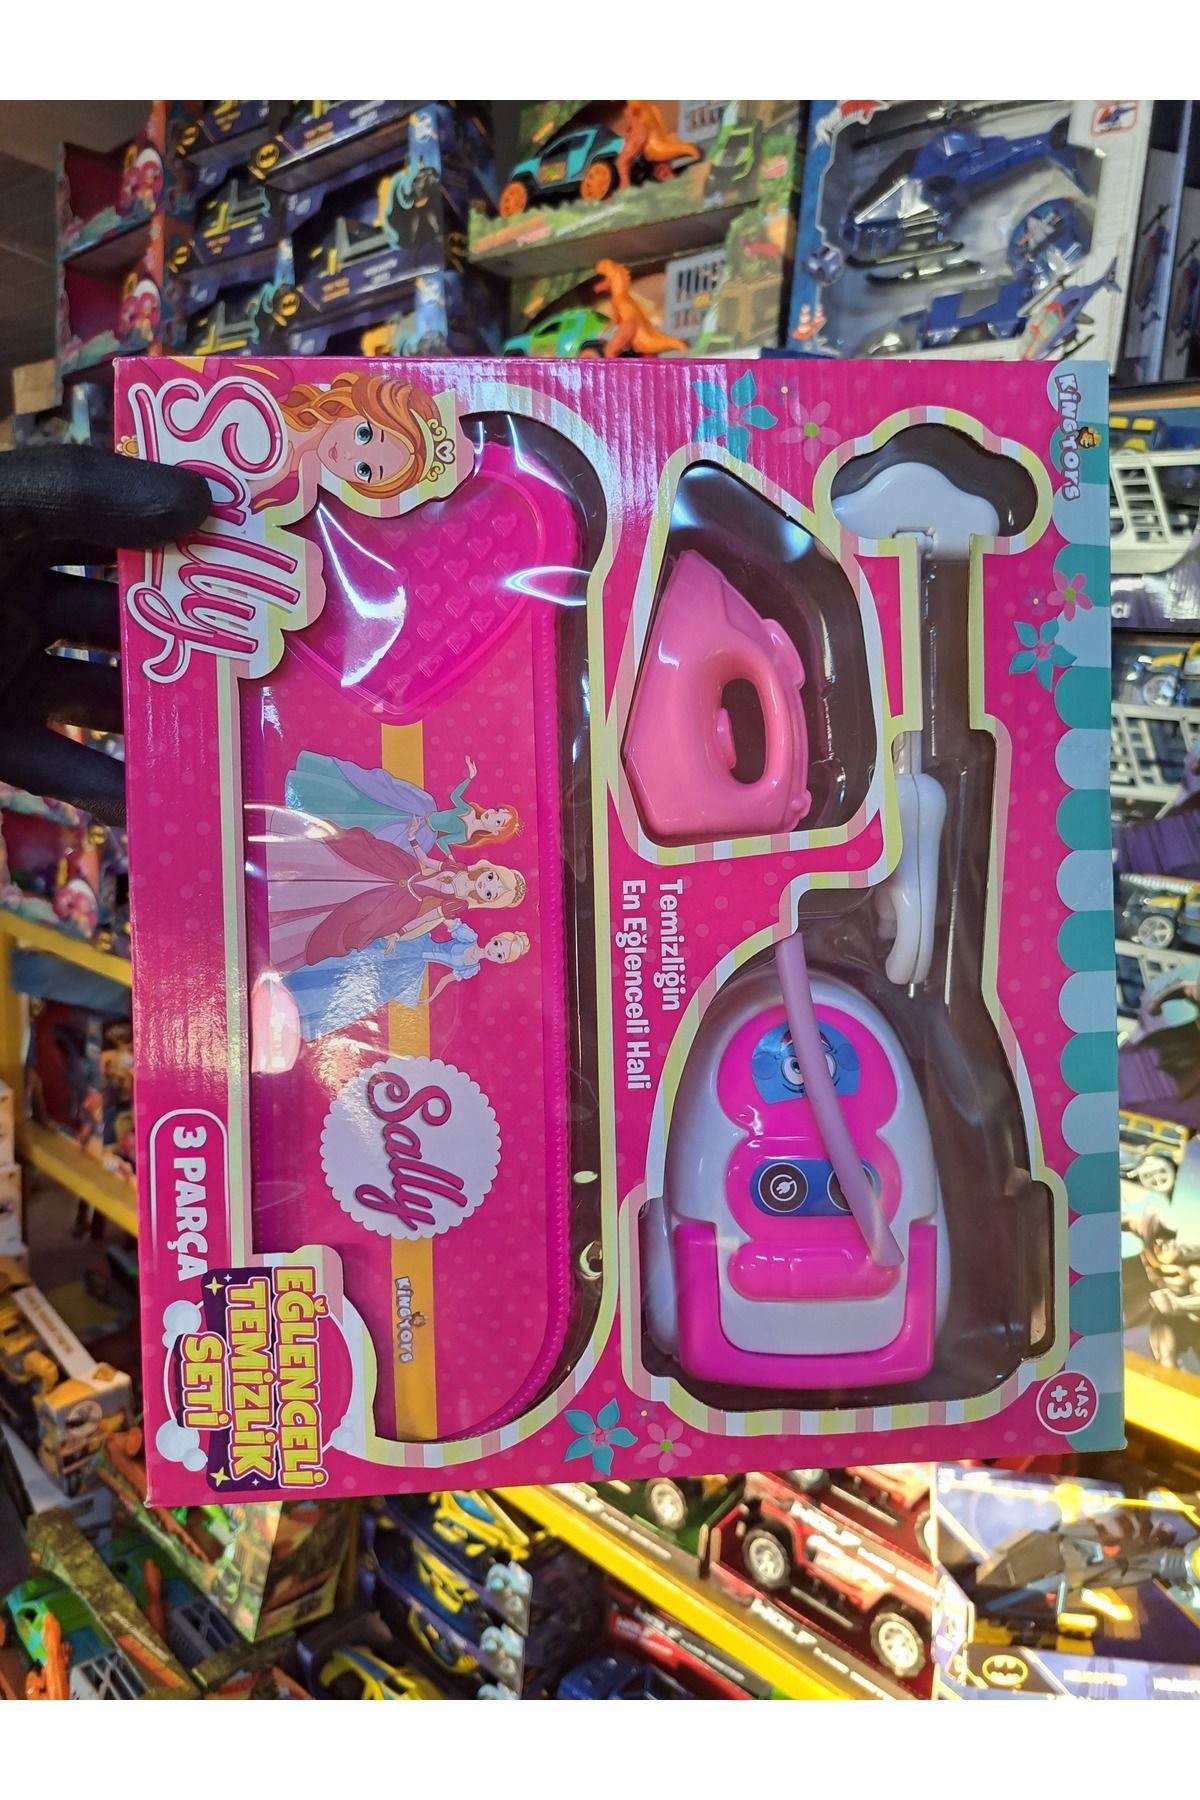 KiNGTOYS
Sally
Temizliğin
En Eğlenceli Hali
Sally
KiNGTOYS
3 PARÇA
EĞLENCELİ
TEMİZLİK
SETİ
YAŞ
+3